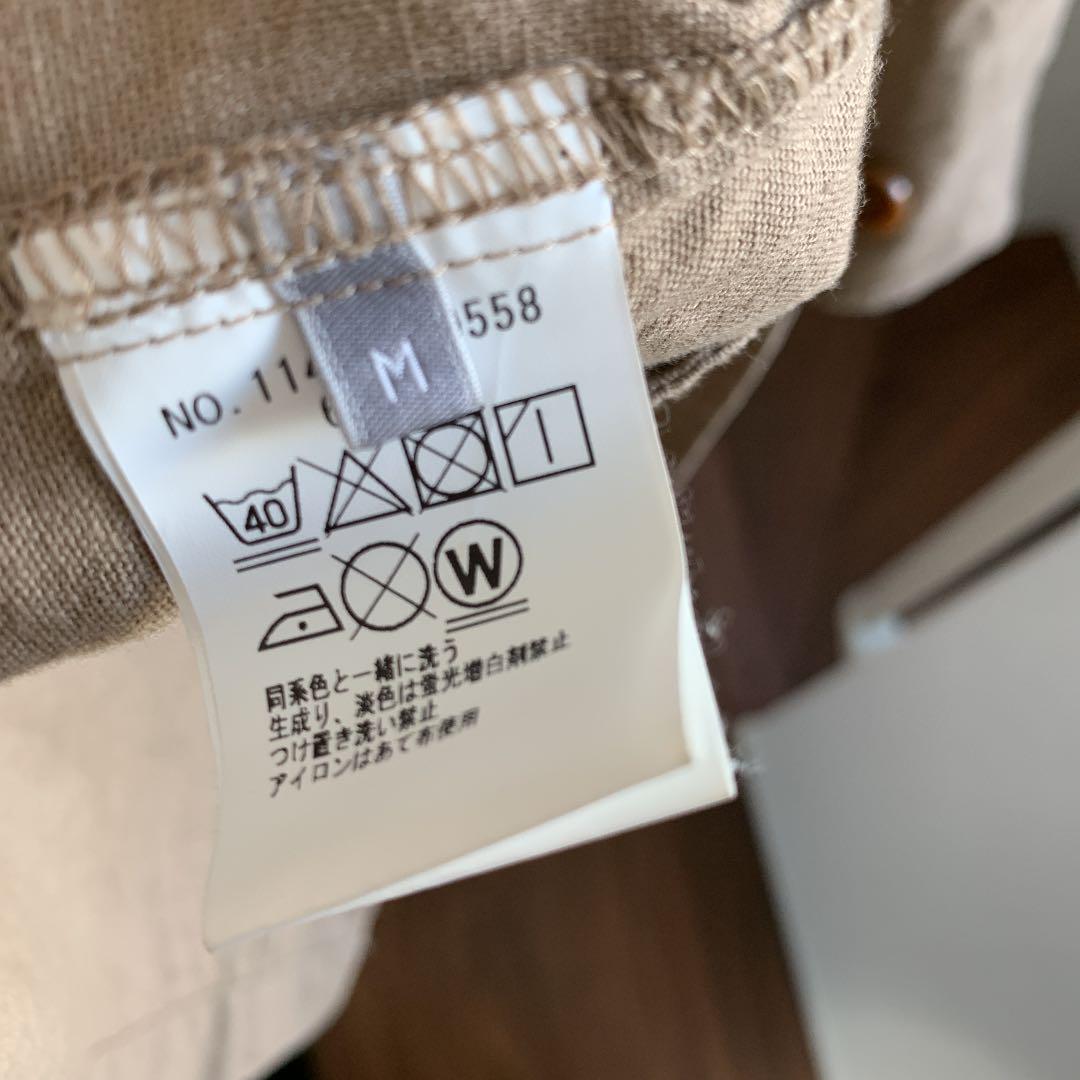 M
NO.11
558
40
W
同系色と一緒に洗う
生成り、淡色は蛍光増白剤禁止
つけ置き洗い禁止
アイロンはあて布使用